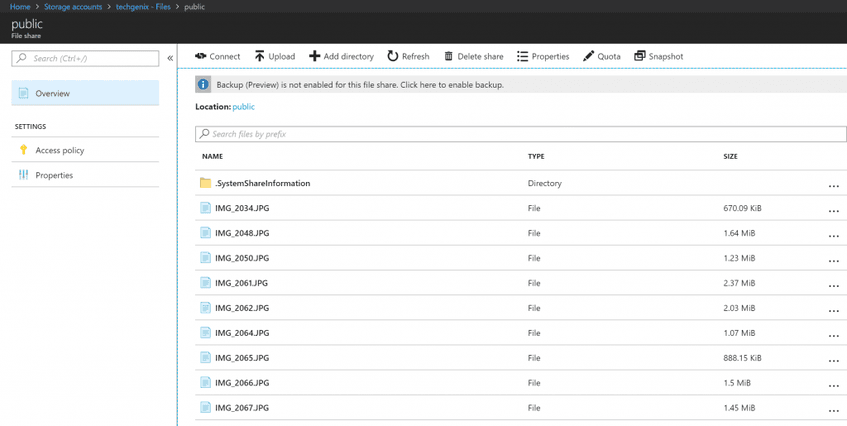 Home > Storage accounts > techgenix - Files > public
public
File share
Search (Ctrl+/)
«
Overview
SETTINGS
Access policy
Properties
Connect Upload Add directory Refresh Delete share Properties Quota Snapshot
Backup (Preview) is not enabled for this file share. Click here to enable backup.
Location: public
Search files by prefix
NAME TYPE SIZE
.SystemShareInformation Directory ...
IMG_2034.JPG File 670.09 KiB ...
IMG_2048.JPG File 1.64 MiB ...
IMG_2050.JPG File 1.23 MiB ...
IMG_2061.JPG File 2.37 MiB ...
IMG_2062.JPG File 2.03 MiB ...
IMG_2064.JPG File 1.07 MiB ...
IMG_2065.JPG File 888.15 KiB ...
IMG_2066.JPG File 1.5 MiB ...
IMG_2067.JPG File 1.45 MiB ...